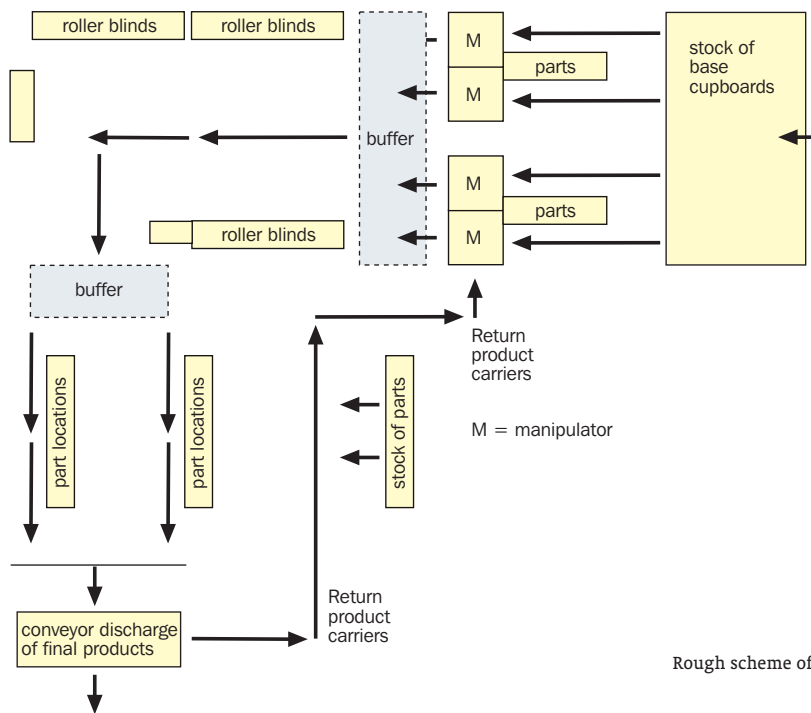 roller blinds
roller blinds
M
parts
M
stock of
base
cupboards
buffer
M
parts
M
roller blinds
buffer
Return
product
carriers
part locations
part locations
stock of parts
M = manipulator
Return
product
carriers
conveyor discharge
of final products
Rough scheme of